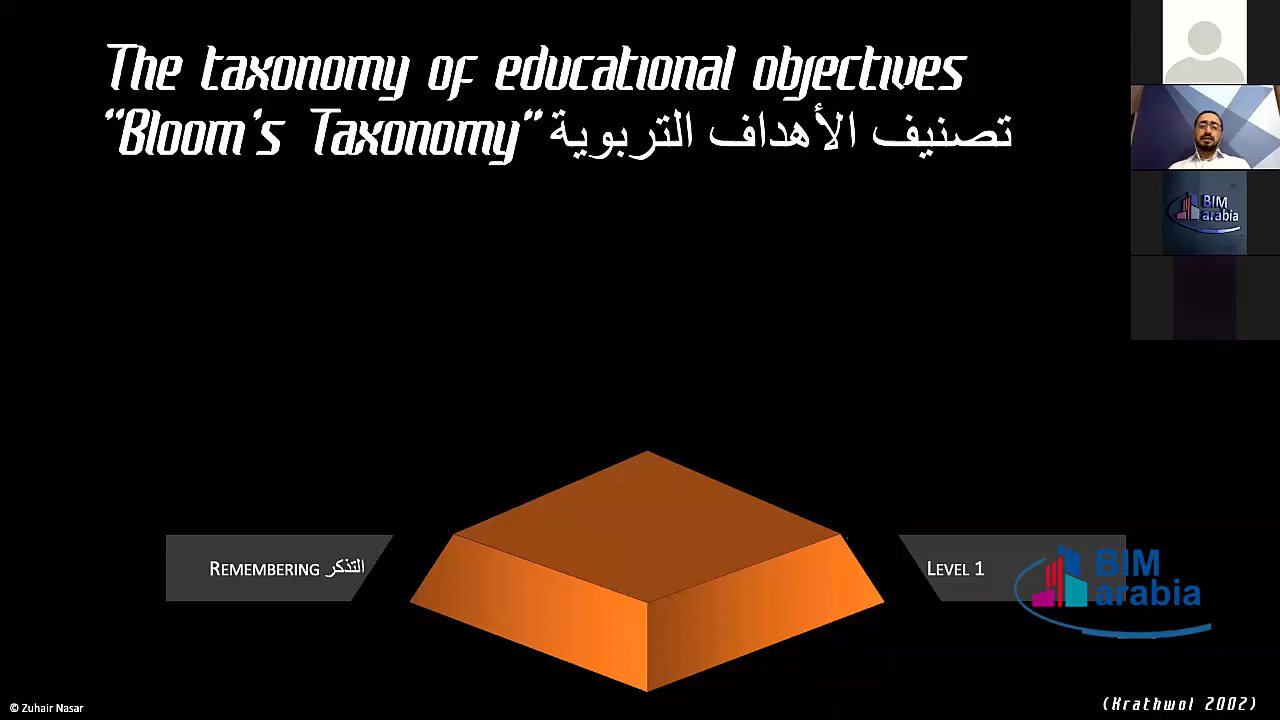 The taxonomy of educational objectives
"Bloom's Taxonomy" تصنيف الأهداف التربوية
BIM
arabia
Remembering التذكر
Level 1
BIM
arabia
© Zuhair Nasar
(Krathwol 2002)